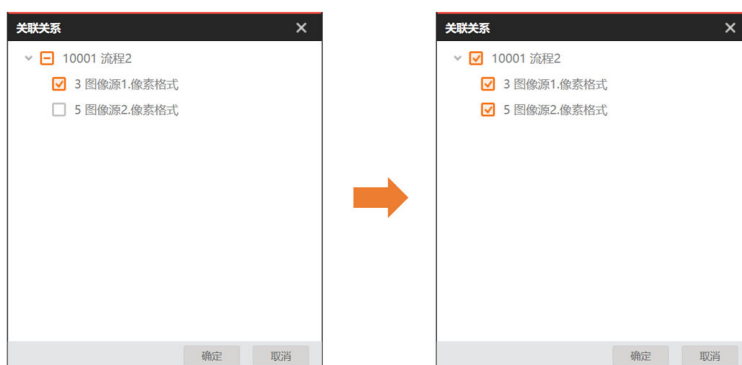 关联关系
10001 流程2
3 图像源1.像素格式
5 图像源2.像素格式
确定 取消
关联关系
10001 流程2
3 图像源1.像素格式
5 图像源2.像素格式
确定 取消